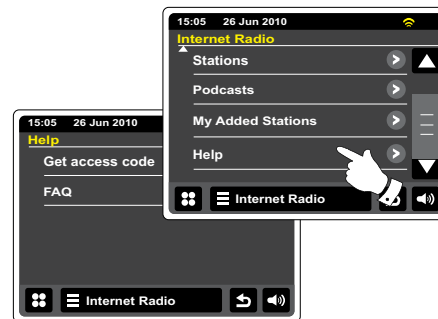 15:05 26 Jun 2010
Internet Radio
Stations
Podcasts
My Added Stations
Help
Internet Radio
15:05 26 Jun 2010
Help
Get access code
FAQ
Internet Radio